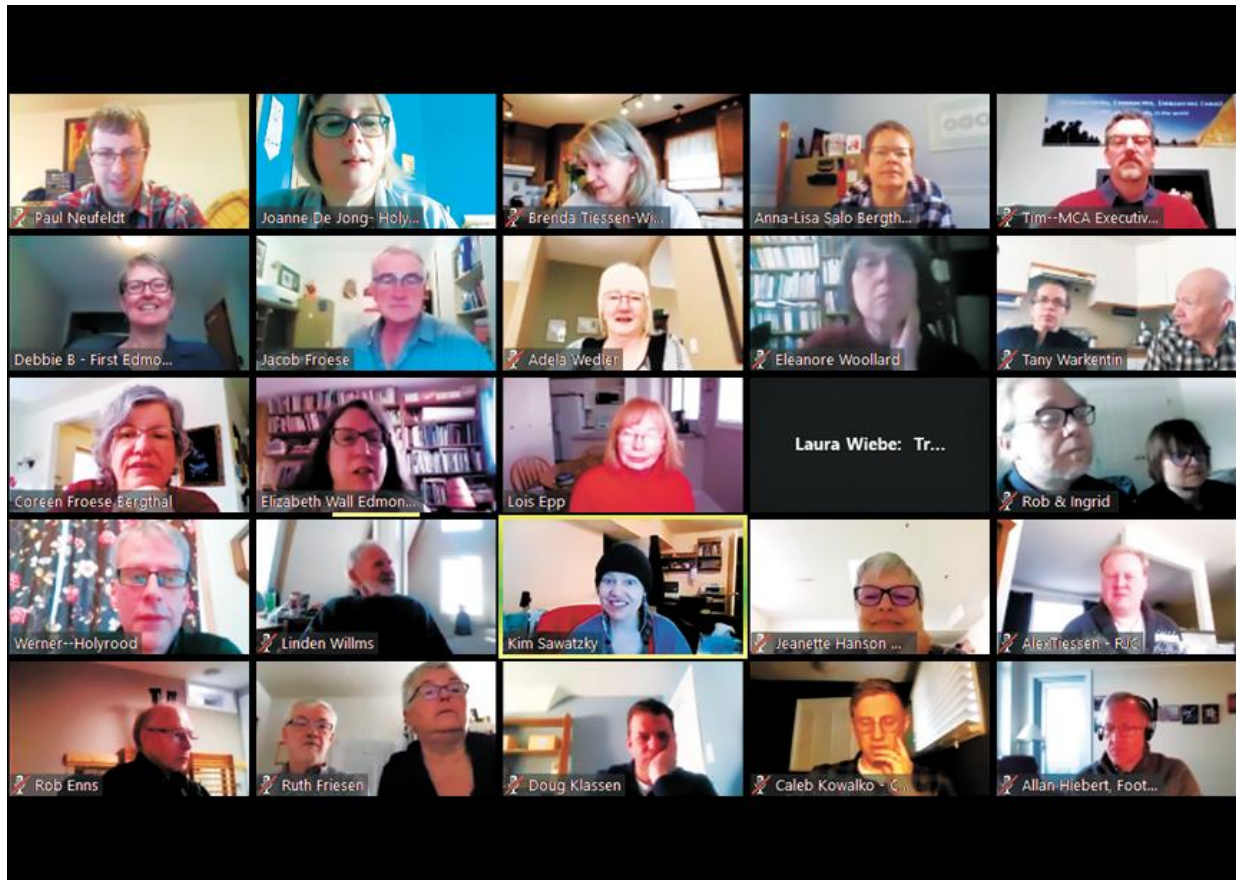 Paul Neufeldt
Joanne De Jong- Holy...
Brenda Tiessen-Wi...
Anna-Lisa Salo Bergth...
Tim--MCA Executiv...
Debbie B - First Edmo...
Jacob Froese
Adela Wedler
Eleanore Woollard
Tany Warkentin
Coreen Froese Bergthal
Elizabeth Wall Edmon...
Lois Epp
Laura Wiebe: Tr...
Rob & Ingrid
Werner--Holyrood
Linden Willms
Kim Sawatzky
Jeanette Hanson ...
Alex Tiessen - RJC
Rob Enns
Ruth Friesen
Doug Klassen
Caleb Kowalko - C...
Allan Hiebert, Foot...